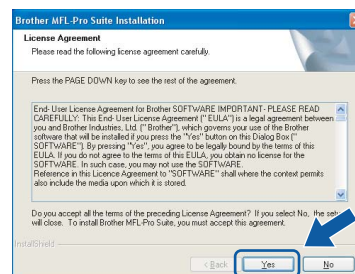 Brother MFL-Pro Suite Installation
License Agreement
Please read the following license agreement carefully.
Press the PAGE DOWN key to see the rest of the agreement.
End- User License Agreement for Brother SOFTWARE IMPORTANT- PLEASE READ
CAREFULLY: This End- User License Agreement (" EULA") is a legal agreement between
you and Brother Industries, Ltd. (" Brother"), which governs your use of the Brother
software that will be installed if you press the "Yes" button on this Dialog Box ("
SOFTWARE"). By pressing "Yes", you agree to be legally bound by the terms of this
EULA. If you do not agree to the terms of this EULA, you obtain no license for the
SOFTWARE. In such case, you may not use the SOFTWARE.
Reference in this Licence Agreement to "SOFTWARE" shall where the context permits
also include the media upon which it is stored.
Do you accept all the terms of the preceding License Agreement? If you select No, the
will close. To install Brother MFL-Pro Suite, you must accept this agreement.
InstallShield
< Back Yes No